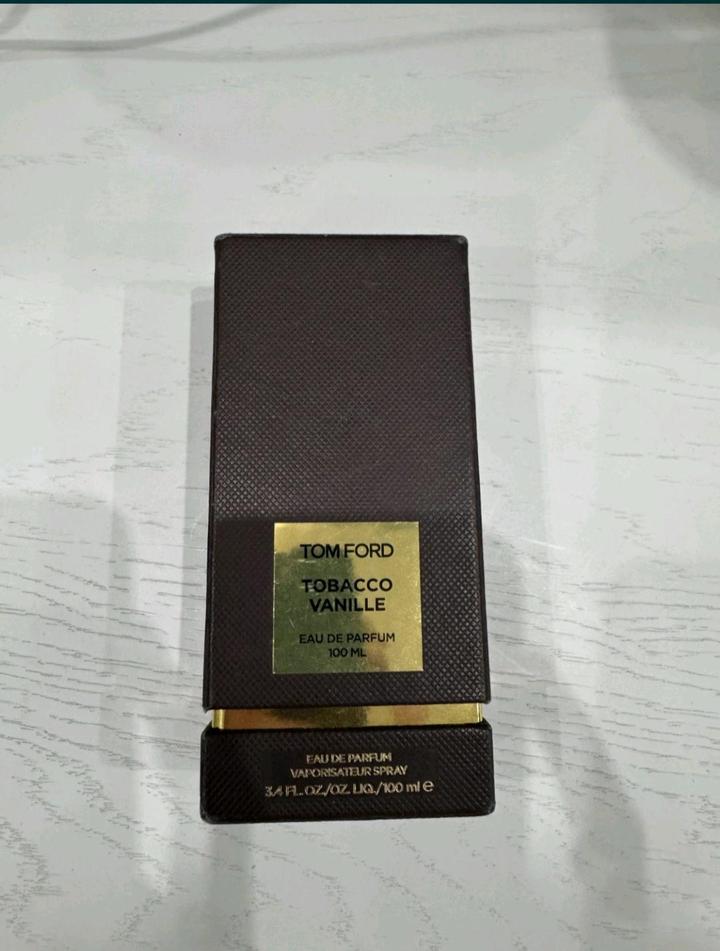 TOM FORD
TOBACCO
VANILLE
EAU DE PARFUM
100 ML
EAU DE PARFUM
VAPORISATEUR SPRAY
3.4 FL. OZ./OZ. LIQ./100 ml ℮